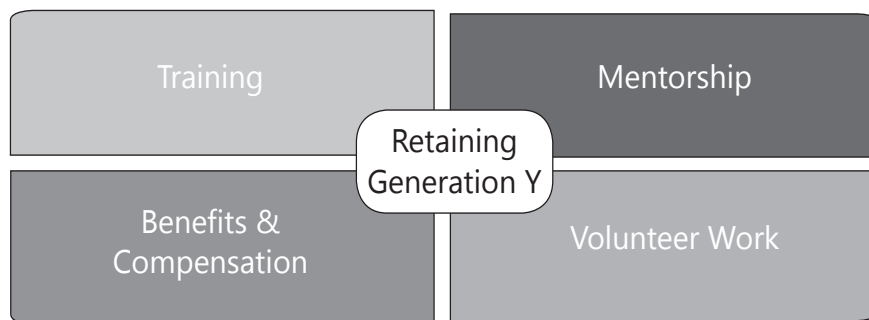 Training
Mentorship
Retaining
Generation Y
Benefits &
Compensation
Volunteer Work